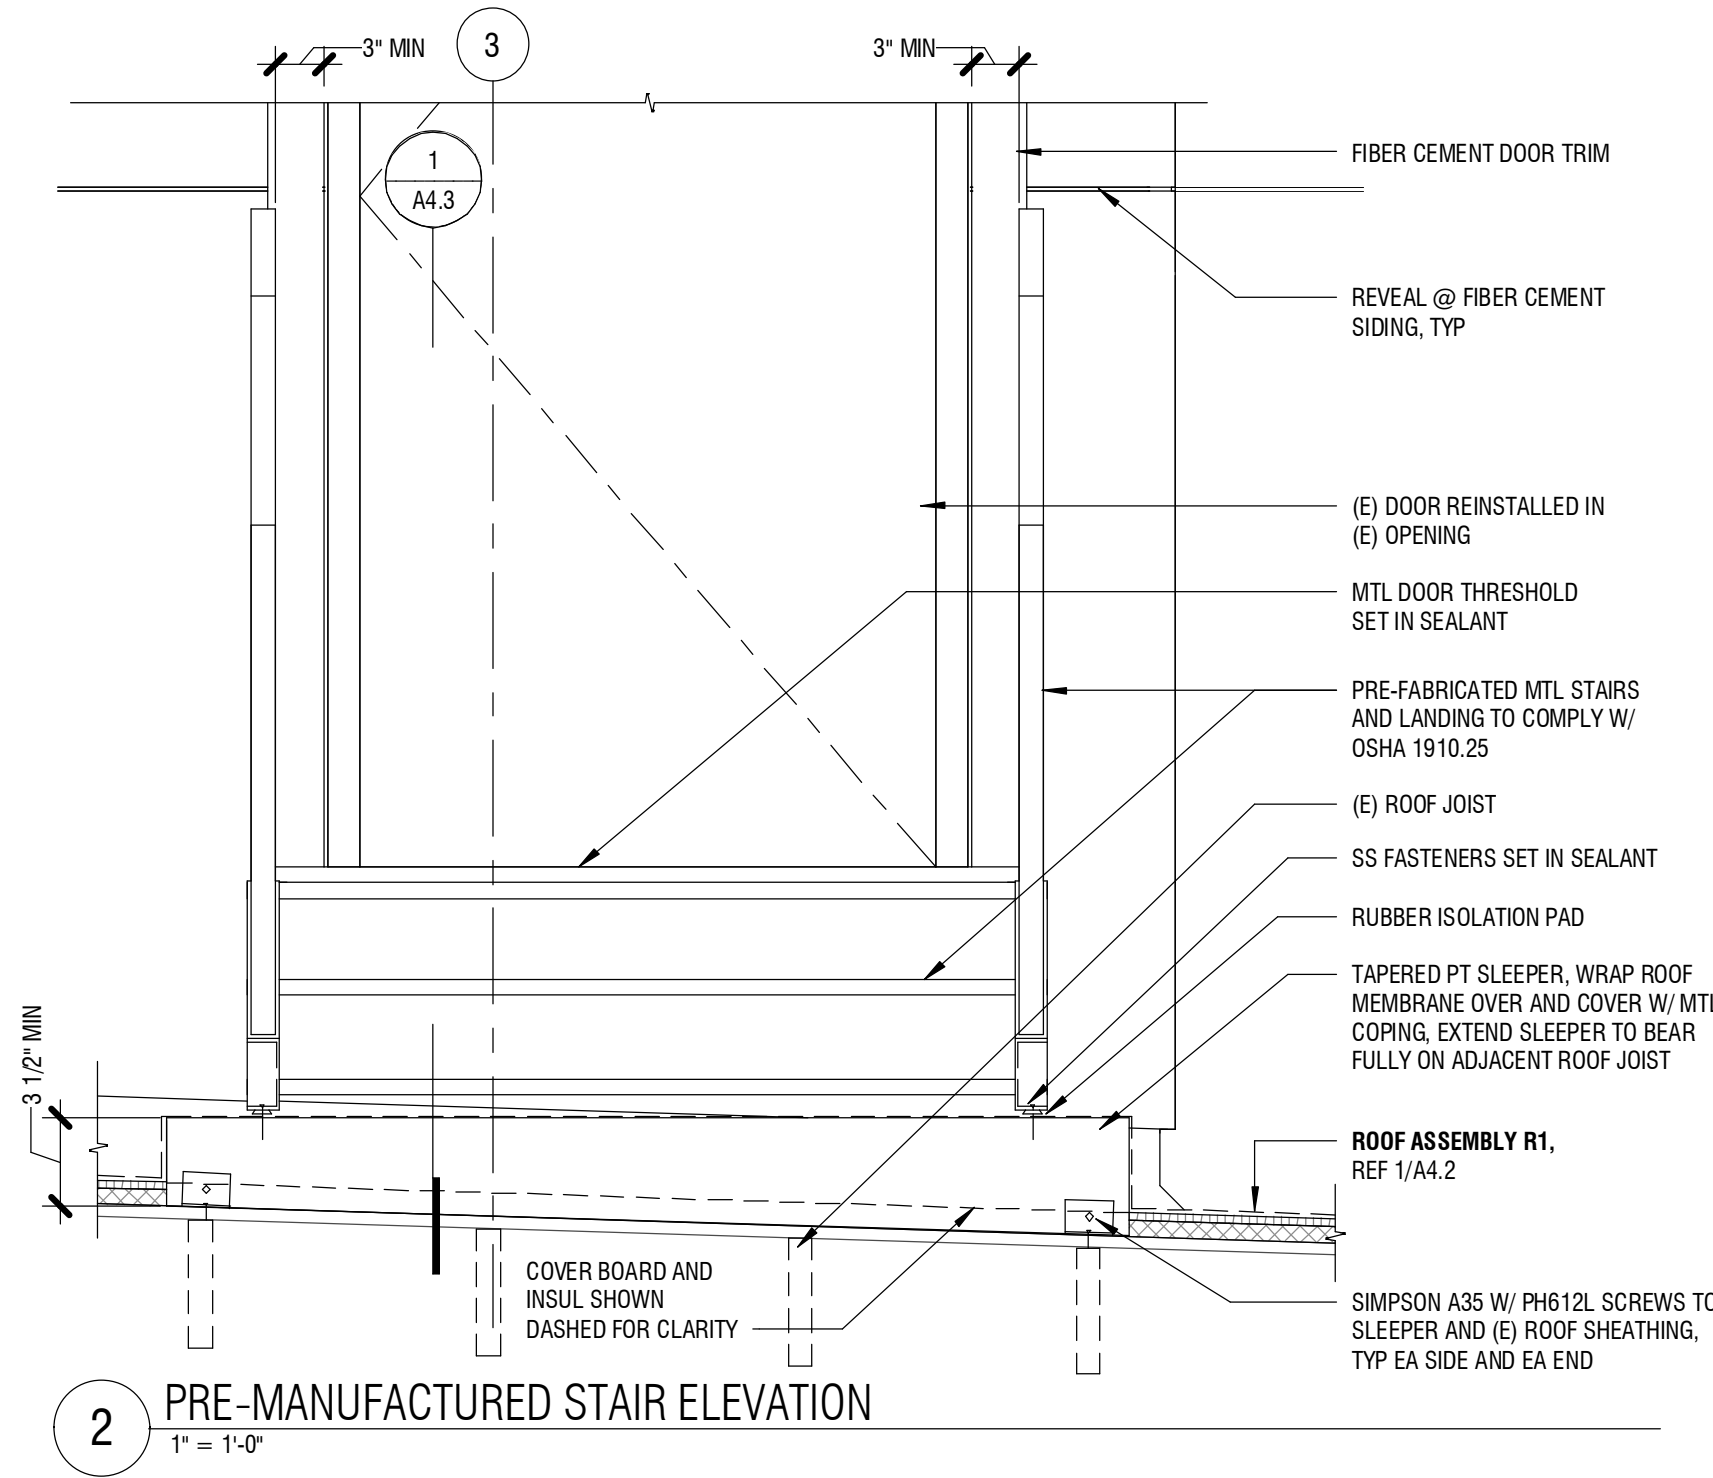 3" MIN
3
3" MIN
1
A4.3
FIBER CEMENT DOOR TRIM
REVEAL @ FIBER CEMENT
SIDING, TYP
(E) DOOR REINSTALLED IN
(E) OPENING
MTL DOOR THRESHOLD
SET IN SEALANT
PRE-FABRICATED MTL STAIRS
AND LANDING TO COMPLY W/
OSHA 1910.25
(E) ROOF JOIST
SS FASTENERS SET IN SEALANT
RUBBER ISOLATION PAD
TAPERED PT SLEEPER, WRAP ROOF
MEMBRANE OVER AND COVER W/ MTL
COPING, EXTEND SLEEPER TO BEAR
FULLY ON ADJACENT ROOF JOIST
3 1/2" MIN
ROOF ASSEMBLY R1,
REF 1/A4.2
COVER BOARD AND
INSUL SHOWN
DASHED FOR CLARITY
SIMPSON A35 W/ PH612L SCREWS TO
SLEEPER AND (E) ROOF SHEATHING,
TYP EA SIDE AND EA END
2
PRE-MANUFACTURED STAIR ELEVATION
1" = 1'-0"